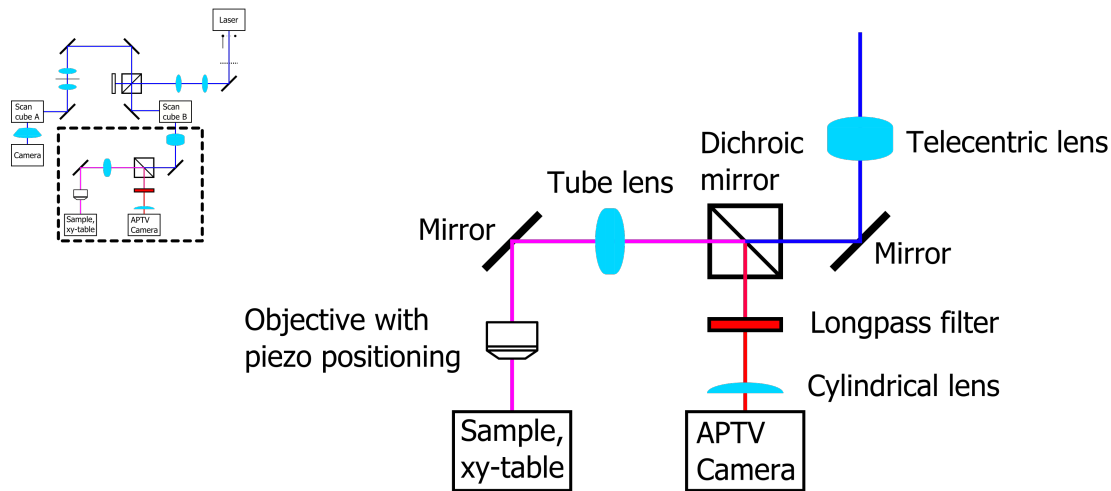 Laser
Scan
cube A
Scan
cube B
Camera
Sample,
xy-table
APTV
Camera
Dichroic
mirror
Telecentric lens
Tube lens
Mirror
Mirror
Objective with
piezo positioning
Longpass filter
Cylindrical lens
Sample,
xy-table
APTV
Camera